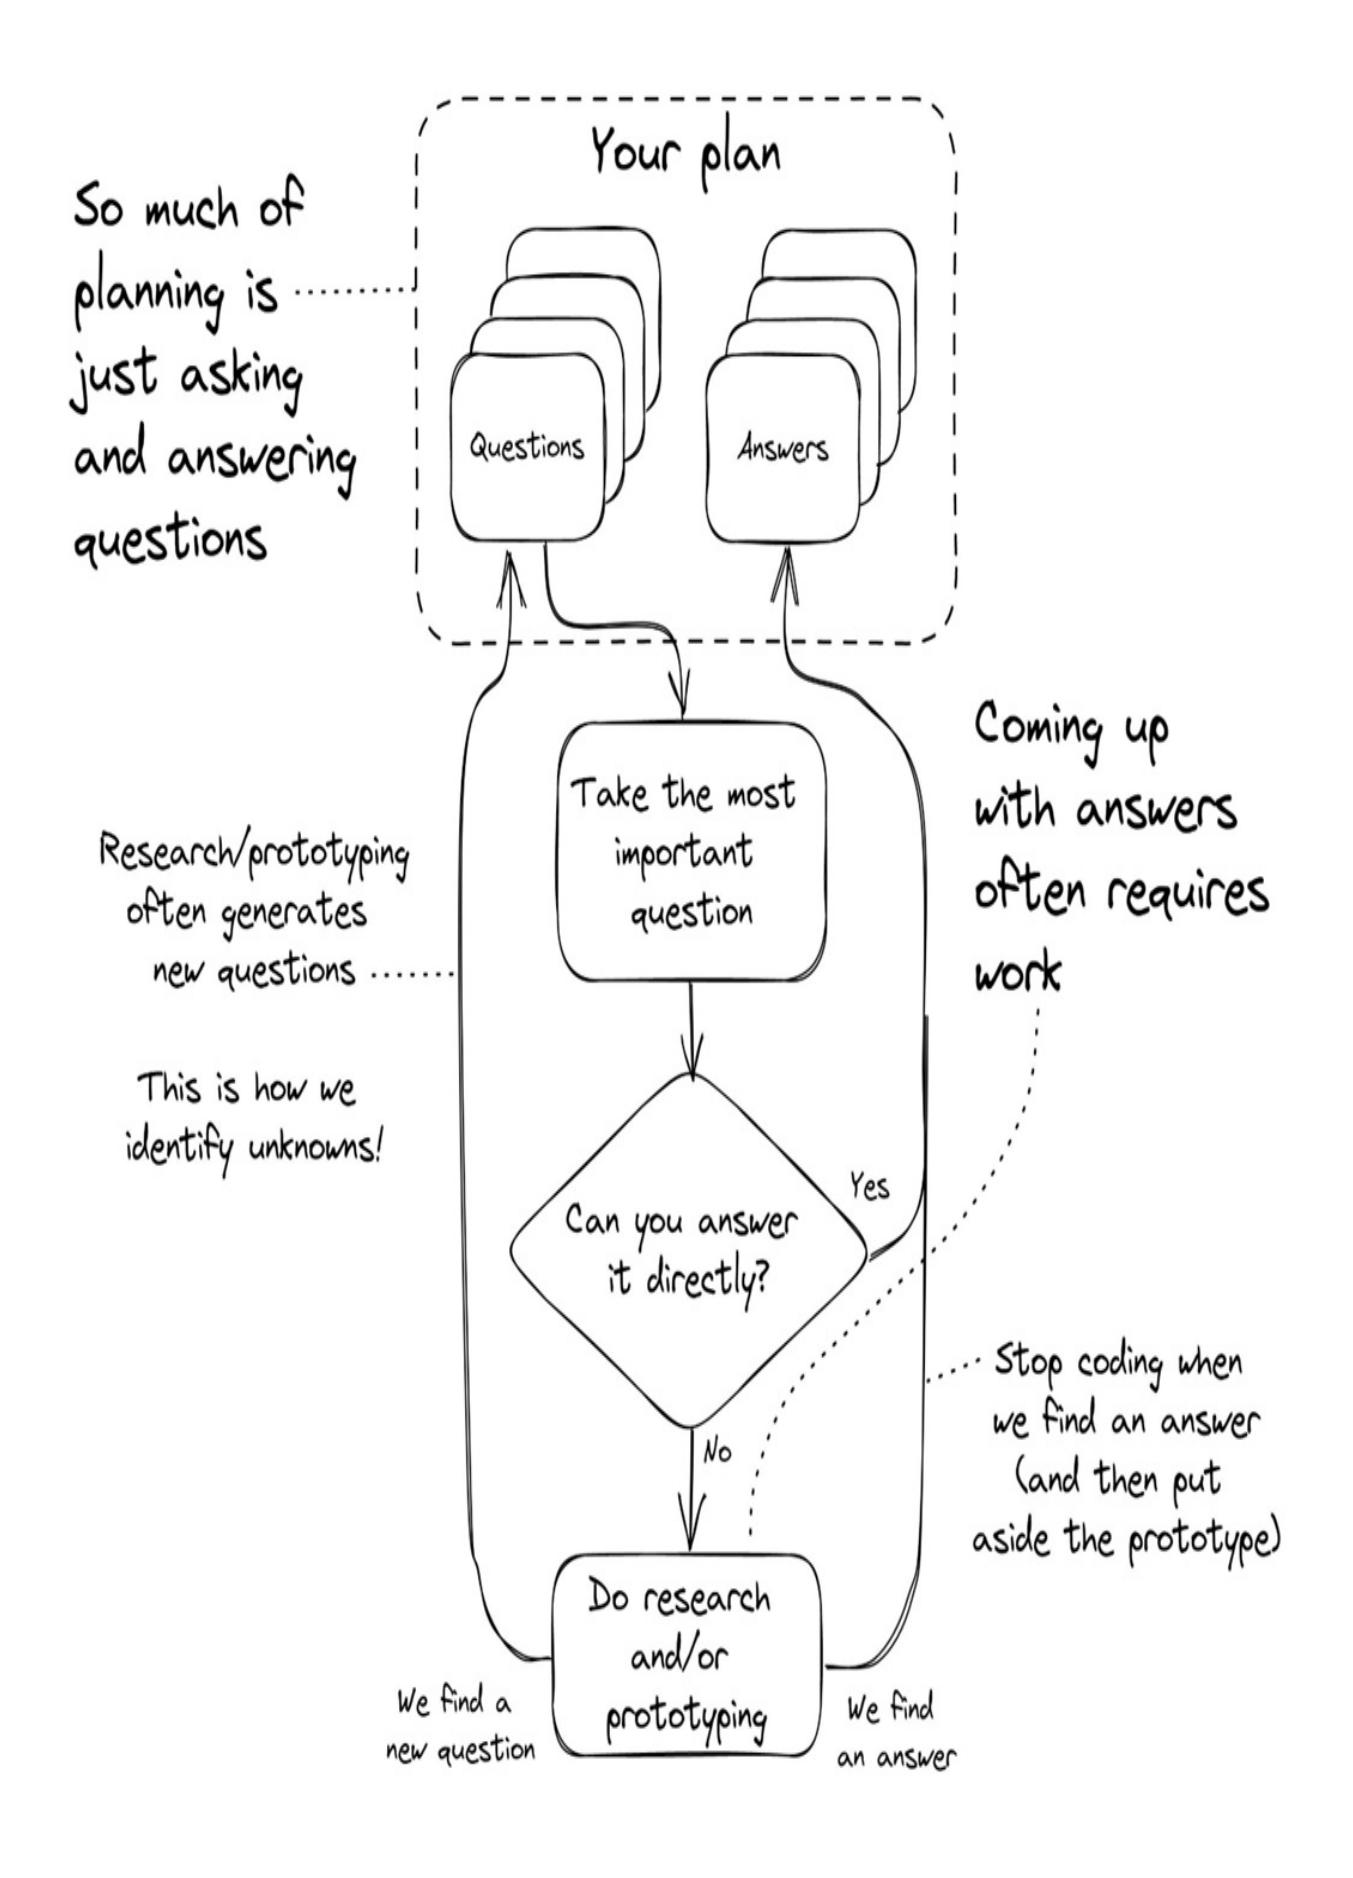 Your plan
So much of
planning is
just asking
and answering
questions
Questions
Answers
Take the most
important
question
Coming up
with answers
often requires
work
Research/prototyping
often generates
new questions
This is how we
identify unknowns!
Can you answer
it directly?
Yes
No
Stop coding when
we find an answer
(and then put
aside the prototype)
Do research
and/or
prototyping
We find a
new question
We find
an answer